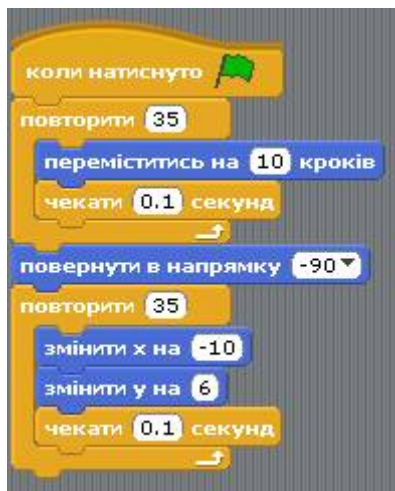 коли натиснуто
повторити 35
переміститись на 10 кроків
чекати 0.1 секунд
повернути в напрямку -90
повторити 35
змінити x на -10
змінити y на 6
чекати 0.1 секунд